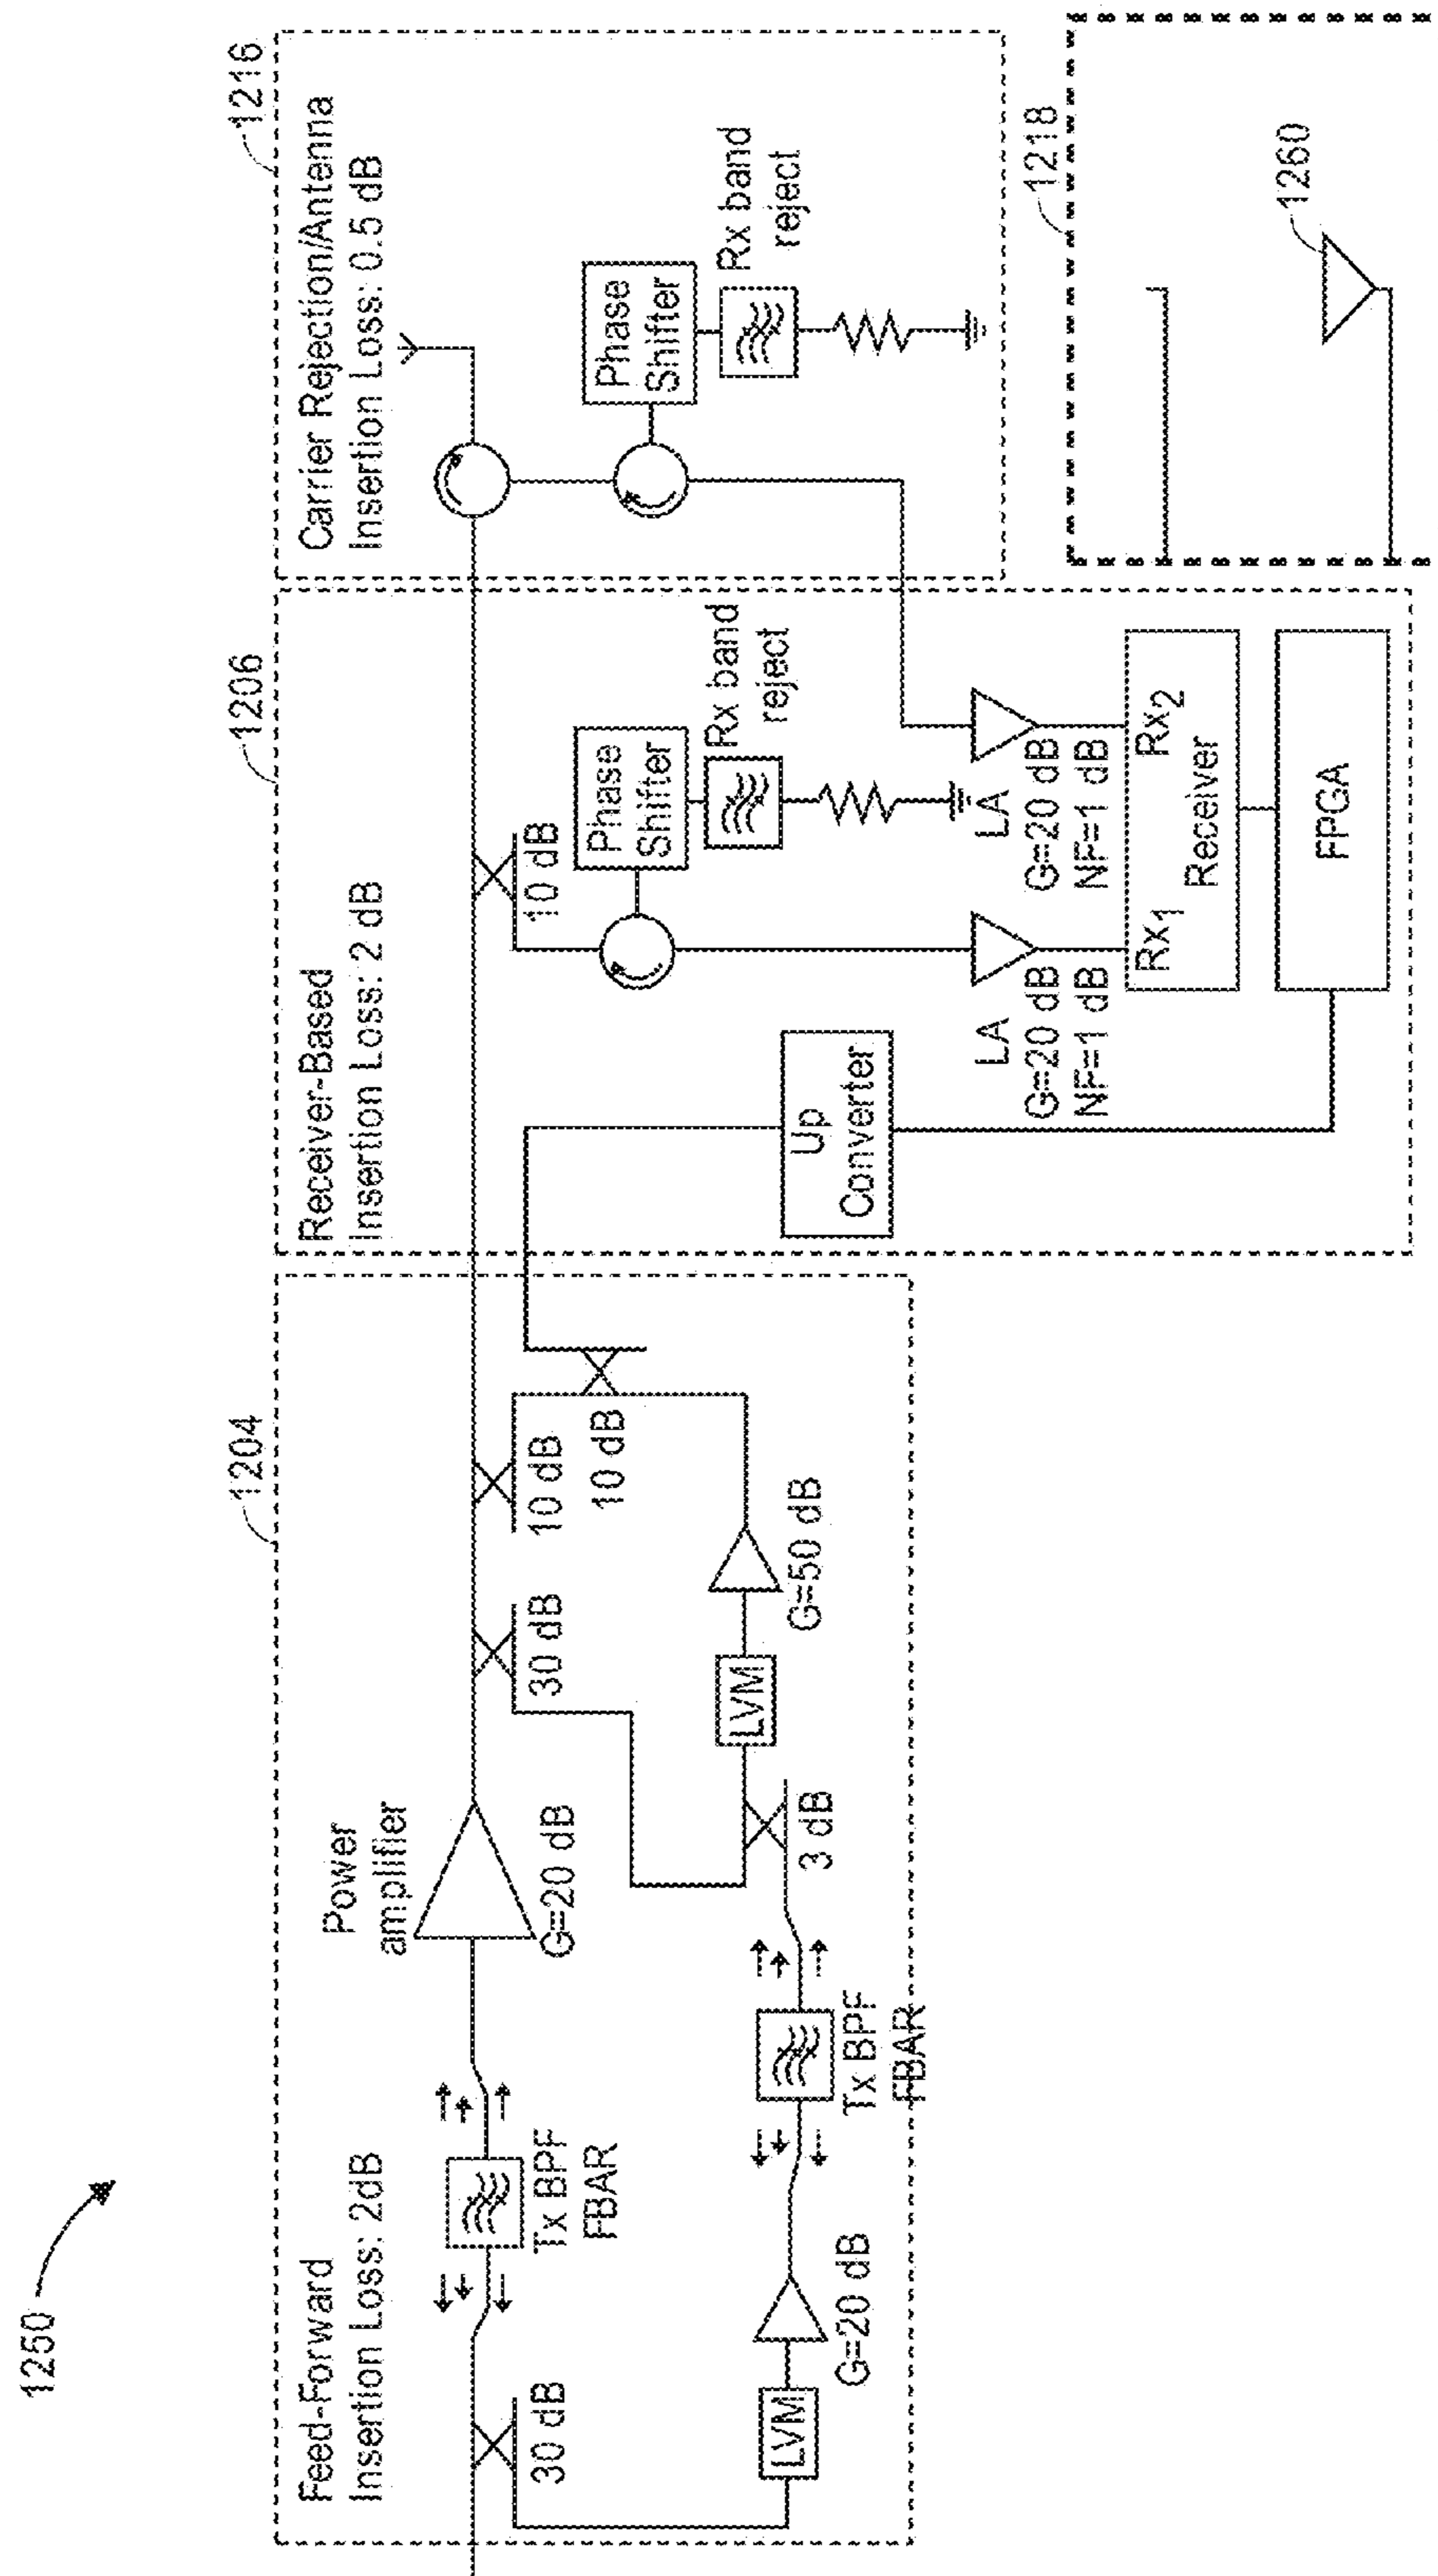 1250
1204
Feed-Forward
Insertion Loss: 2dB
30 dB
LVM
G=20 dB
Tx BPF
FBAR
Tx BPF
FBAR
Power
amplifier
G=20 dB
3 dB
LVM
G=50 dB
30 dB
10 dB
10 dB
1206
Receiver-Based
Insertion Loss: 2 dB
Up
Converter
10 dB
Phase
Shifter
Rx band
reject
LA
G=20 dB
NF=1 dB
LA
G=20 dB
NF=1 dB
Rx1
Rx2
Receiver
FPGA
1216
Carrier Rejection/Antenna
Insertion Loss: 0.5 dB
Phase
Shifter
Rx band
reject
1218
1260